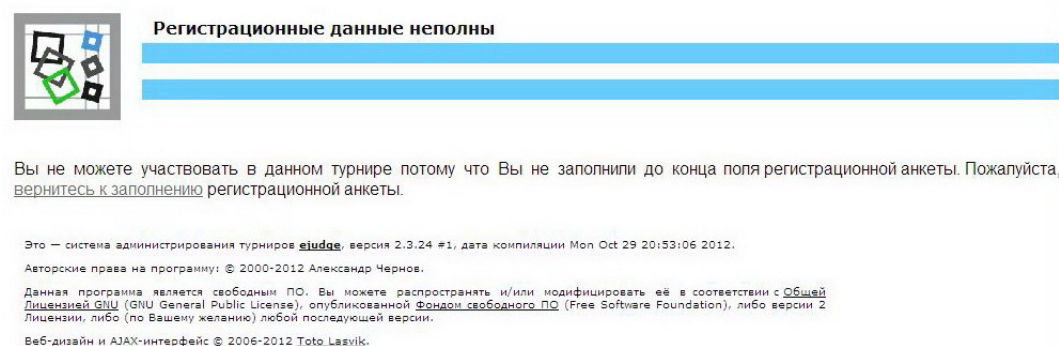 Регистрационные данные неполны
Вы не можете участвовать в данном турнире потому что Вы не заполнили до конца поля регистрационной анкеты. Пожалуйста,
вернитесь к заполнению регистрационной анкеты.
Это — система администрирования турниров ejudge, версия 2.3.24 #1, дата компиляции Mon Oct 29 20:53:06 2012.
Авторские права на программу: © 2000-2012 Александр Чернов.
Данная программа является свободным ПО. Вы можете распространять и/или модифицировать её в соответствии с Общей
Лицензией GNU (GNU General Public License), опубликованной Фондом свободного ПО (Free Software Foundation), либо версии 2
Лицензии, либо (по Вашему желанию) любой последующей версии.
Веб-дизайн и AJAX-интерфейс © 2006-2012 Toto Lasvik.